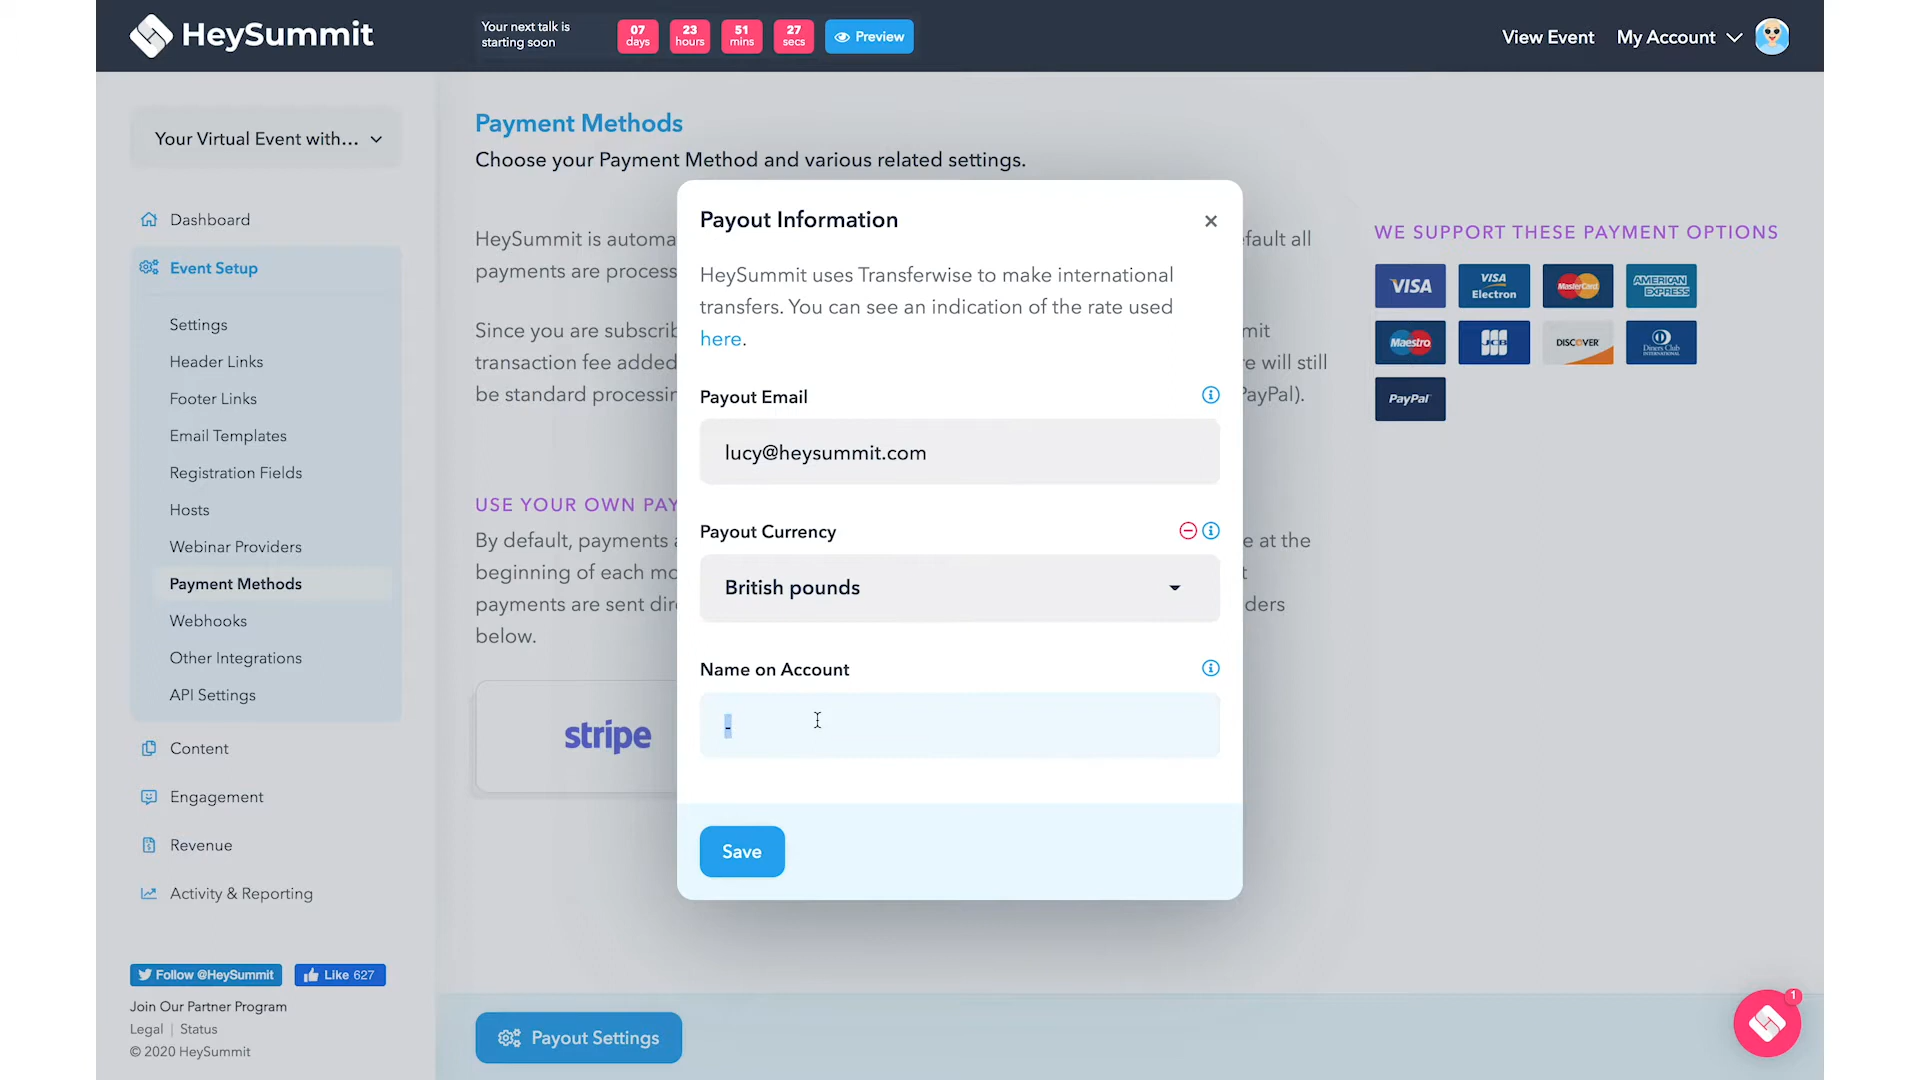 HeySummit
Your next talk is
starting soon
07
days
23
hours
51
mins
27
secs
Preview
View Event
My Account
Your Virtual Event with...
Dashboard
Event Setup
Settings
Header Links
Footer Links
Email Templates
Registration Fields
Hosts
Webinar Providers
Payment Methods
Webhooks
Other Integrations
API Settings
Content
Engagement
Revenue
Activity & Reporting
Follow @HeySummit
Like 627
Join Our Partner Program
Legal | Status
© 2020 HeySummit
Payment Methods
Choose your Payment Method and various related settings.
HeySummit is automa
efault all
payments are process
Since you are subscrib
mit
transaction fee added
e will still
be standard processin
PayPal).
USE YOUR OWN PAY
By default, payments a
e at the
beginning of each mo
t
payments are sent dir
ders
below.
stripe
Payout Settings
Payout Information
×
HeySummit uses Transferwise to make international
transfers. You can see an indication of the rate used
here.
Payout Email
lucy@heysummit.com
Payout Currency
British pounds
Name on Account
-
Save
WE SUPPORT THESE PAYMENT OPTIONS
VISA
VISA
Electron
MasterCard
AMERICAN
EXPRESS
Maestro
JCB
DISCOVER
Diners Club
INTERNATIONAL
PayPal
1